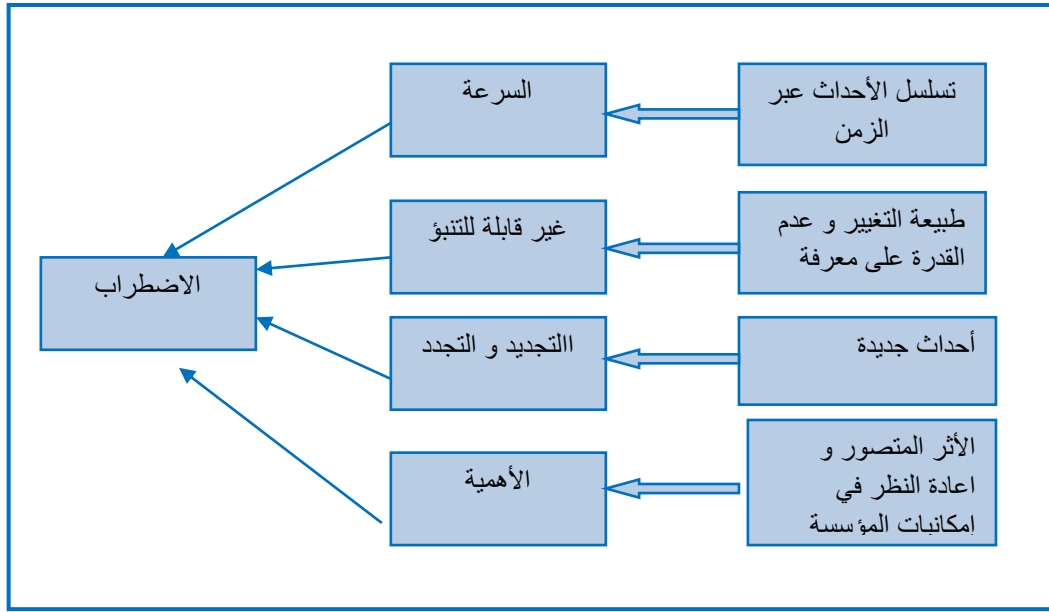 تسلسل الأحداث عبر
الزمن
السرعة
طبيعة التغيير و عدم
القدرة على معرفة
غير قابلة للتنبؤ
الاضطراب
أحداث جديدة
االتجديد و التجدد
الأثر المتصور و
اعادة النظر في
إمكانيات المؤسسة
الأهمية